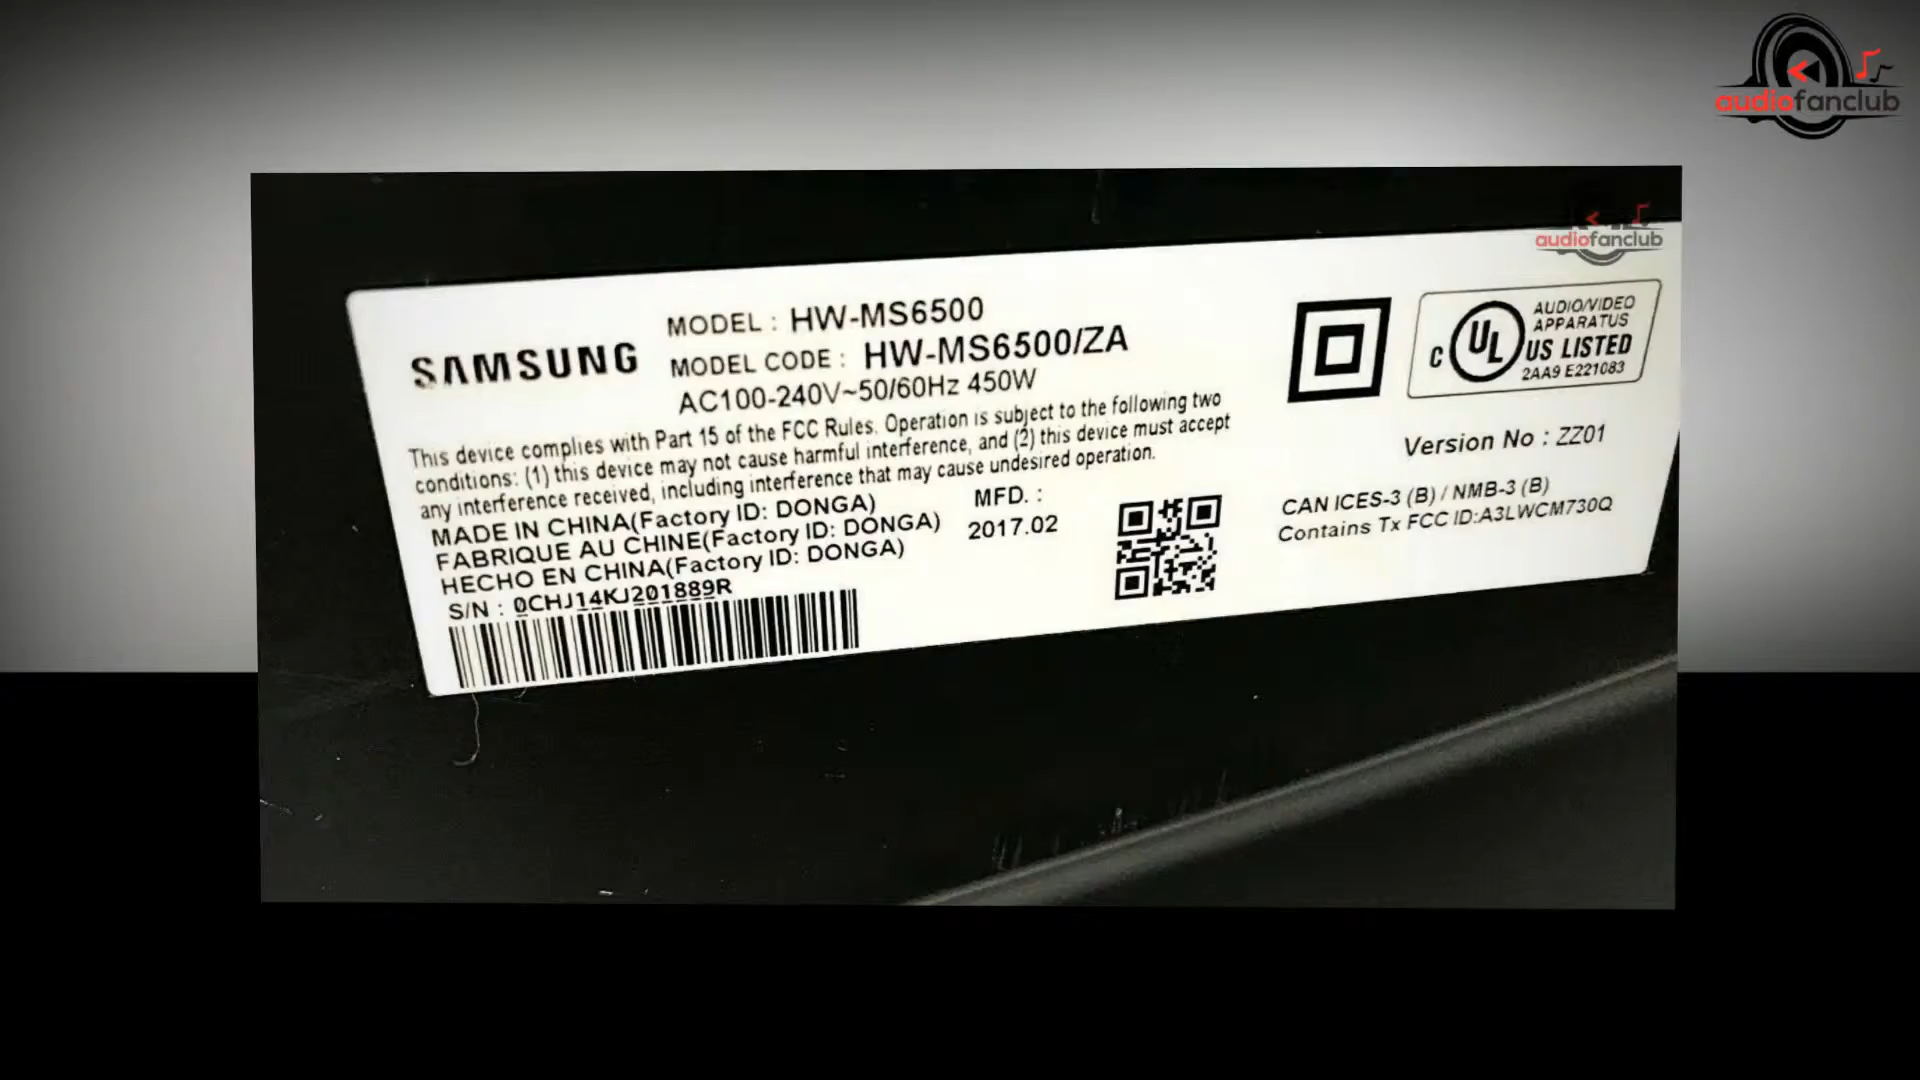 audiofanclub
audiofanclub
SAMSUNG
MODEL : HW-MS6500
MODEL CODE : HW-MS6500/ZA
AC100-240V~50/60Hz 450W
This device complies with Part 15 of the FCC Rules. Operation is subject to the following two
conditions: (1) this device may not cause harmful interference, and (2) this device must accept
any interference received, including interference that may cause undesired operation.
MADE IN CHINA(Factory ID: DONGA)
FABRIQUE AU CHINE(Factory ID: DONGA)
HECHO EN CHINA(Factory ID: DONGA)
S/N : 0CHJ14KJ201889R
MFD. :
2017.02
C UL US LISTED
AUDIO/VIDEO
APPARATUS
2AA9 E221083
Version No : ZZ01
CAN ICES-3 (B) / NMB-3 (B)
Contains Tx FCC ID:A3LWCM730Q